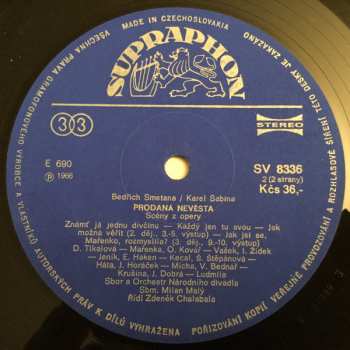 MADE IN CZECHOSLOVAKIA
VŠECHNA PRÁVA GRAMOFONOVÉHO VÝROBCE A VLASTNÍKŮ AUTORSKÝCH PRÁV K DÍLU VYHRAŽENA
POŘIZOVÁNÍ KOPIÍ VEŘEJNÉ PROVOZOVÁNÍ A ROZHLASOVÉ ŠÍŘENÍ TÉTO DESKY JE ZAKÁZÁNO
SUPRAPHON
33
STEREO
E 690
℗ 1966
SV 8336
2 (2 strany)
Kčs 36,-
Bedřich Smetana / Karel Sabina
PRODANÁ NEVĚSTA
Scény z opery
Znám? já jednu dívčinu — Každý jen tu svou — Jak
možná věřit (2. děj., 3.-5. výstup) — Jak jsi se,
Mařenko, rozmyslila? (3. děj., 9.-10. výstup)
D. Tikalová — Mařenka, O. Kovář — Vašek, I. Žídek
— Jeník, E. Haken — Kecal, S. Štěpánová —
Háta, J. Horáček — Mícha, V. Bednář —
Krušina, J. Dobrá — Ludmila
Sbor a Orchestr Národního divadla
Sbm. Milan Malý
Řídí Zdeněk Chalabala